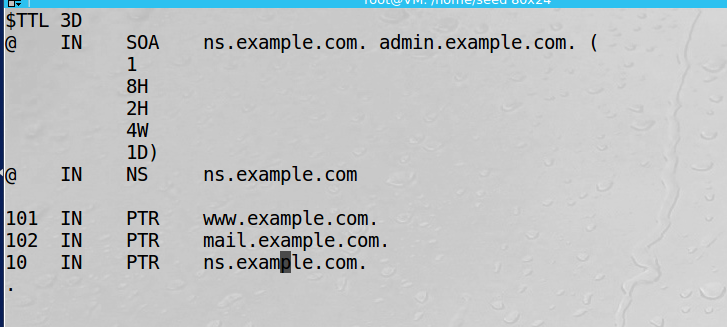 root@VM: /home/seed 80x24
$TTL 3D
@ IN SOA ns.example.com. admin.example.com. (
1
8H
2H
4W
1D)
@ IN NS ns.example.com
101 IN PTR www.example.com.
102 IN PTR mail.example.com.
10 IN PTR ns.example.com.
.